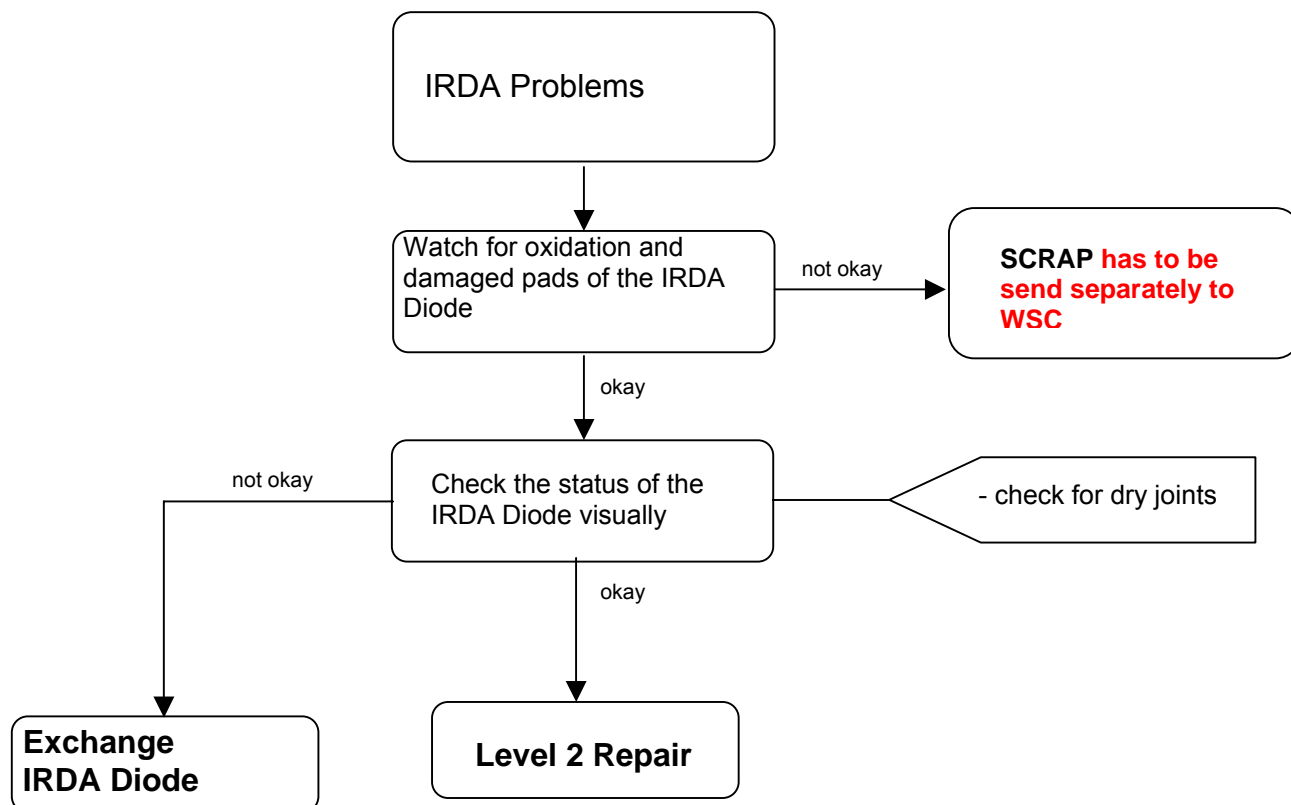 IRDA Problems
Watch for oxidation and
damaged pads of the IRDA
Diode
not okay
SCRAP has to be
send separately to
WSC
okay
not okay
Check the status of the
IRDA Diode visually
- check for dry joints
okay
Exchange
IRDA Diode
Level 2 Repair